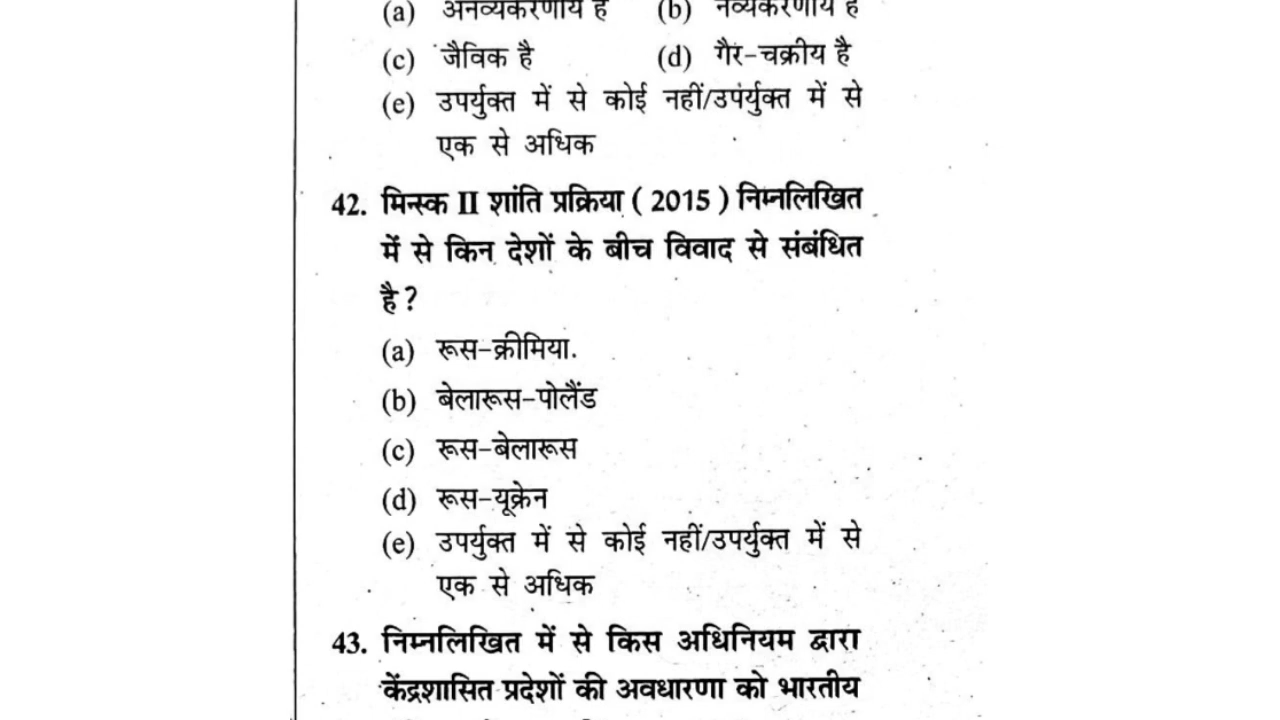 (a) अनव्यकरणीय है (b) नव्यकरणीय है
(c) जैविक है (d) गैर-चक्रीय है
(e) उपर्युक्त में से कोई नहीं/उपर्युक्त में से
एक से अधिक
42. मिन्स्क II शांति प्रक्रिया ( 2015 ) निम्नलिखित
में से किन देशों के बीच विवाद से संबंधित
है ?
(a) रूस-क्रीमिया.
(b) बेलारूस-पोलैंड
(c) रूस-बेलारूस
(d) रूस-यूक्रेन
(e) उपर्युक्त में से कोई नहीं/उपर्युक्त में से
एक से अधिक
43. निम्नलिखित में से किस अधिनियम द्वारा
केंद्रशासित प्रदेशों की अवधारणा को भारतीय